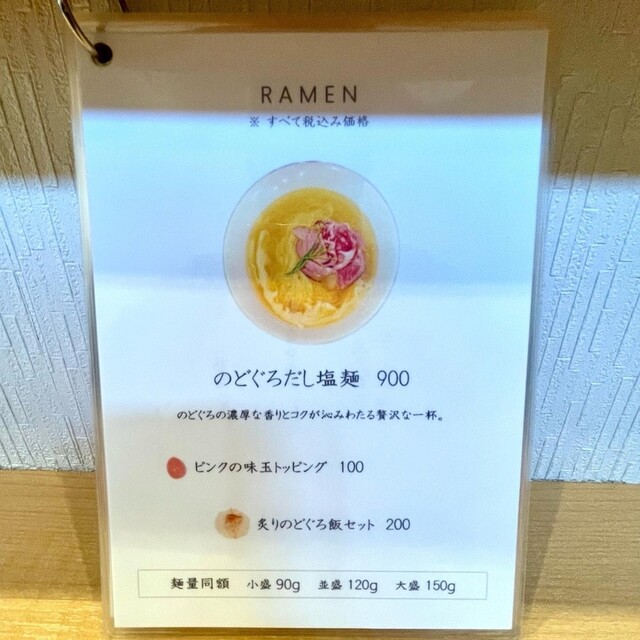 RAMEN
※ すべて税込み価格
のどぐろだし塩麺 900
のどぐろの濃厚な香りとコクが沁みわたる贅沢な一杯。
ピンクの味玉トッピング 100
炙りのどぐろ飯セット 200
麺量同額 小盛 90g 並盛 120g 大盛 150g